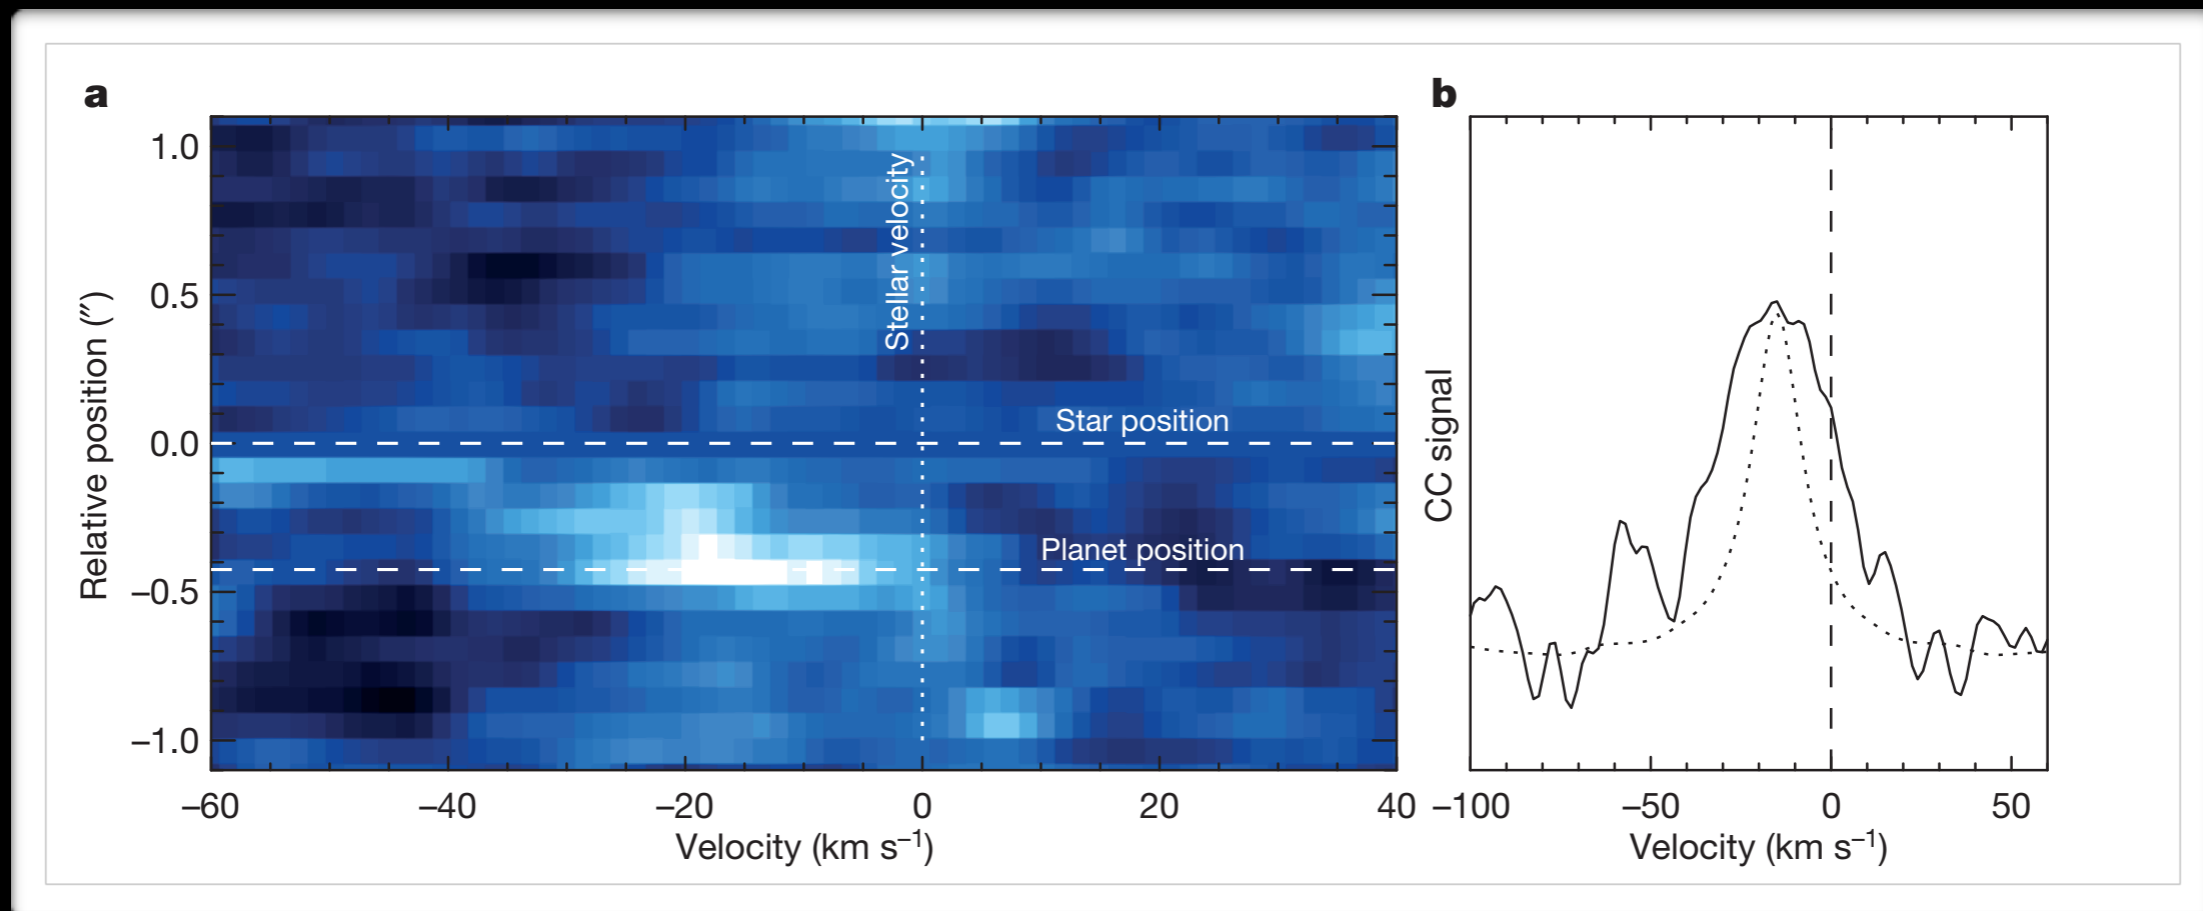 a
1.0
0.5
0.0
−0.5
−1.0
Relative position (″)
Stellar velocity
Star position
Planet position
−60
−40
−20
0
20
40
Velocity (km s−1)
b
CC signal
−100
−50
0
50
Velocity (km s−1)